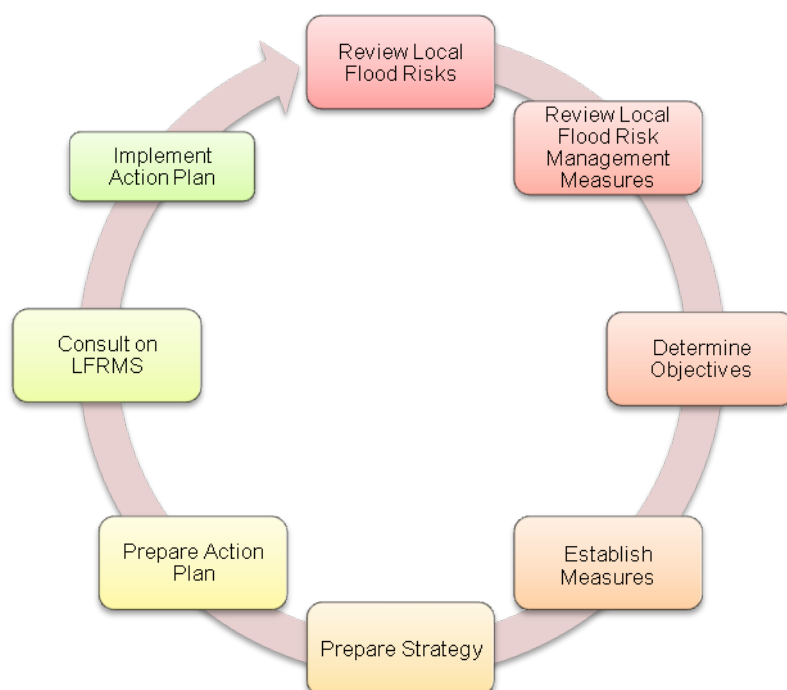 Review Local
Flood Risks
Review Local
Flood Risk
Management
Measures
Determine
Objectives
Establish
Measures
Prepare Strategy
Prepare Action
Plan
Consult on
LFRMS
Implement
Action Plan